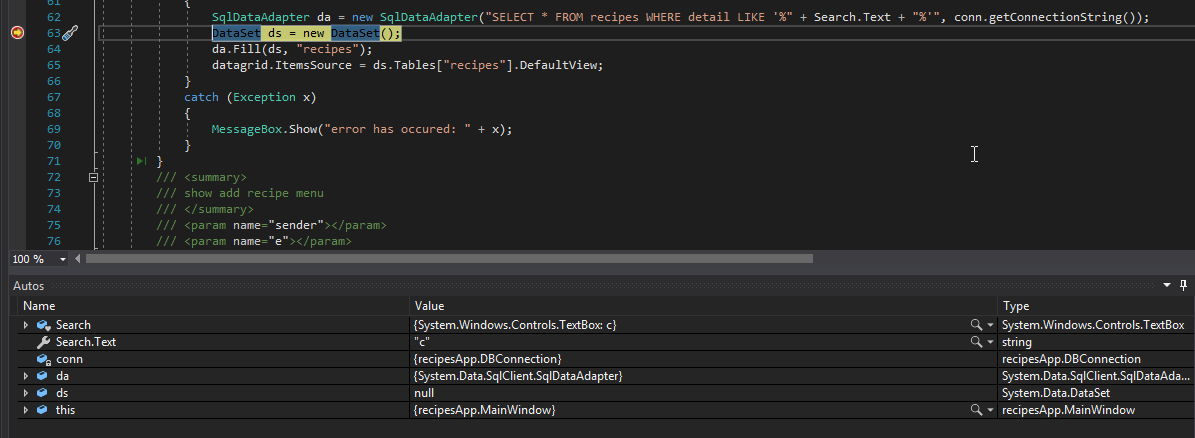 61 {
62 SqlDataAdapter da = new SqlDataAdapter("SELECT * FROM recipes WHERE detail LIKE '%" + Search.Text + "%'", conn.getConnectionString());
63 DataSet ds = new DataSet();
64 da.Fill(ds, "recipes");
65 datagrid.ItemsSource = ds.Tables["recipes"].DefaultView;
66 }
67 catch (Exception x)
68 {
69 MessageBox.Show("error has occured: " + x);
70 }
71 }
72 /// <summary>
73 /// show add recipe menu
74 /// </summary>
75 /// <param name="sender"></param>
76 /// <param name="e"></param>
100 %
Autos
Name Value Type
Search {System.Windows.Controls.TextBox: c} System.Windows.Controls.TextBox
Search.Text "c" string
conn {recipesApp.DBConnection} recipesApp.DBConnection
da {System.Data.SqlClient.SqlDataAdapter} System.Data.SqlClient.SqlDataAda...
ds null System.Data.DataSet
this {recipesApp.MainWindow} recipesApp.MainWindow